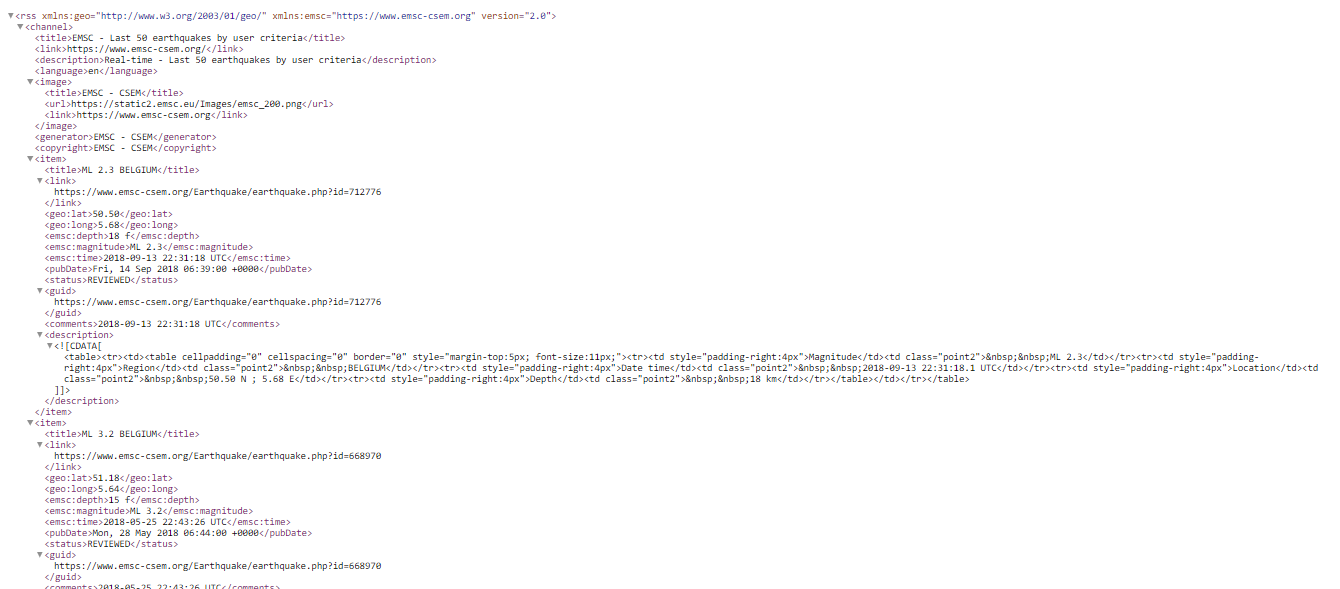 ▼<rss xmlns:geo="http://www.w3.org/2003/01/geo/" xmlns:emsc="https://www.emsc-csem.org" version="2.0">
▼<channel>
<title>EMSC - Last 50 earthquakes by user criteria</title>
<link>https://www.emsc-csem.org/</link>
<description>Real-time - Last 50 earthquakes by user criteria</description>
<language>en</language>
▼<image>
<title>EMSC - CSEM</title>
<url>https://static2.emsc.eu/Images/emsc_200.png</url>
<link>https://www.emsc-csem.org</link>
</image>
<generator>EMSC - CSEM</generator>
<copyright>EMSC - CSEM</copyright>
▼<item>
<title>ML 2.3 BELGIUM</title>
▼<link>
https://www.emsc-csem.org/Earthquake/earthquake.php?id=712776
</link>
<geo:lat>50.50</geo:lat>
<geo:long>5.68</geo:long>
<emsc:depth>18 f</emsc:depth>
<emsc:magnitude>ML 2.3</emsc:magnitude>
<emsc:time>2018-09-13 22:31:18 UTC</emsc:time>
<pubDate>Fri, 14 Sep 2018 06:39:00 +0000</pubDate>
<status>REVIEWED</status>
▼<guid>
https://www.emsc-csem.org/Earthquake/earthquake.php?id=712776
</guid>
<comments>2018-09-13 22:31:18 UTC</comments>
▼<description>
▼<![CDATA[
<table><tr><td><table cellpadding="0" cellspacing="0" border="0" style="margin-top:5px; font-size:11px;"><tr><td style="padding-right:4px">Magnitude</td><td class="point2">&nbsp;&nbsp;ML 2.3</td></tr><tr><td style="padding-
right:4px">Region</td><td class="point2">&nbsp;&nbsp;BELGIUM</td></tr><tr><td style="padding-right:4px">Date time</td><td class="point2">&nbsp;&nbsp;2018-09-13 22:31:18.1 UTC</td></tr><tr><td style="padding-right:4px">Location</td><td
class="point2">&nbsp;&nbsp;50.50 N ; 5.68 E</td></tr><tr><td style="padding-right:4px">Depth</td><td class="point2">&nbsp;&nbsp;18 km</td></tr></table></td></tr></table>
]]>
</description>
</item>
▼<item>
<title>ML 3.2 BELGIUM</title>
▼<link>
https://www.emsc-csem.org/Earthquake/earthquake.php?id=668970
</link>
<geo:lat>51.18</geo:lat>
<geo:long>5.64</geo:long>
<emsc:depth>15 f</emsc:depth>
<emsc:magnitude>ML 3.2</emsc:magnitude>
<emsc:time>2018-05-25 22:43:26 UTC</emsc:time>
<pubDate>Mon, 28 May 2018 06:44:00 +0000</pubDate>
<status>REVIEWED</status>
▼<guid>
https://www.emsc-csem.org/Earthquake/earthquake.php?id=668970
</guid>
<comments>2018-05-25 22:43:26 UTC</comments>